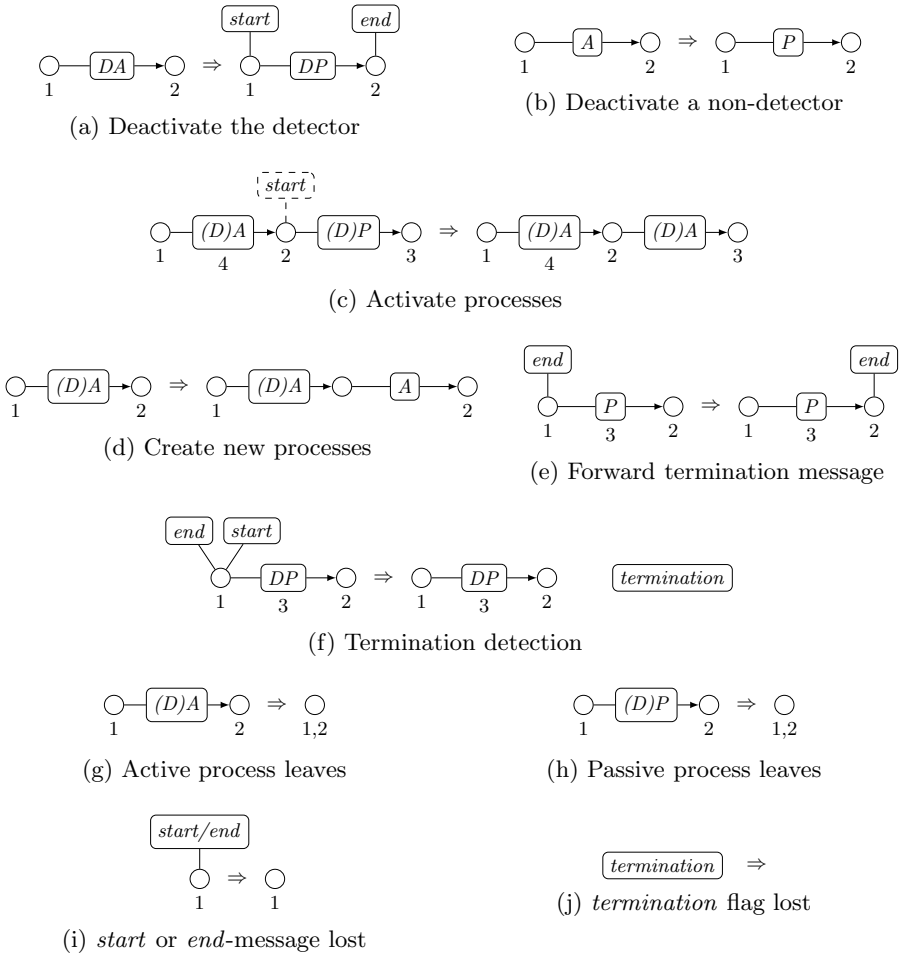 start end
DA ⇒ DP
1 2 1 2
(a) Deactivate the detector
A ⇒ P
1 2 1 2
(b) Deactivate a non-detector
start
(D)A (D)P ⇒ (D)A (D)A
1 4 2 3 1 4 2 3
(c) Activate processes
(D)A ⇒ (D)A A
1 2 1 2
(d) Create new processes
end end
P ⇒ P
1 3 2 1 3 2
(e) Forward termination message
end start
DP ⇒ DP termination
1 3 2 1 3 2
(f) Termination detection
(D)A ⇒
1 2 1,2
(g) Active process leaves
(D)P ⇒
1 2 1,2
(h) Passive process leaves
start/end
⇒
1 1
(i) start or end-message lost
termination ⇒
(j) termination flag lost